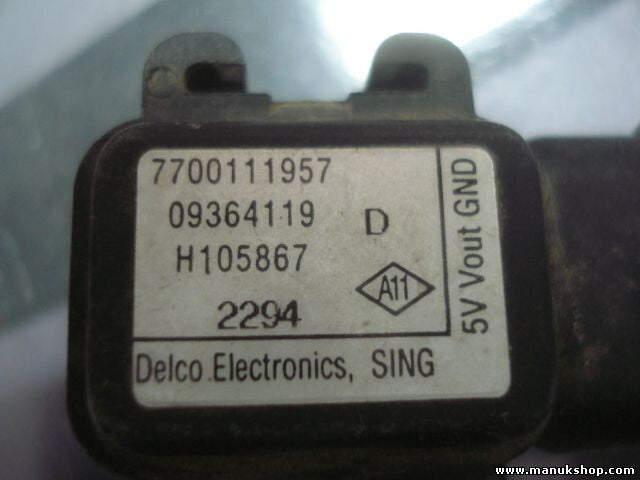 7700111957
09364119 D
H105867
A11
2294
Delco Electronics, SING
5V Vout GND
www.manukshop.com